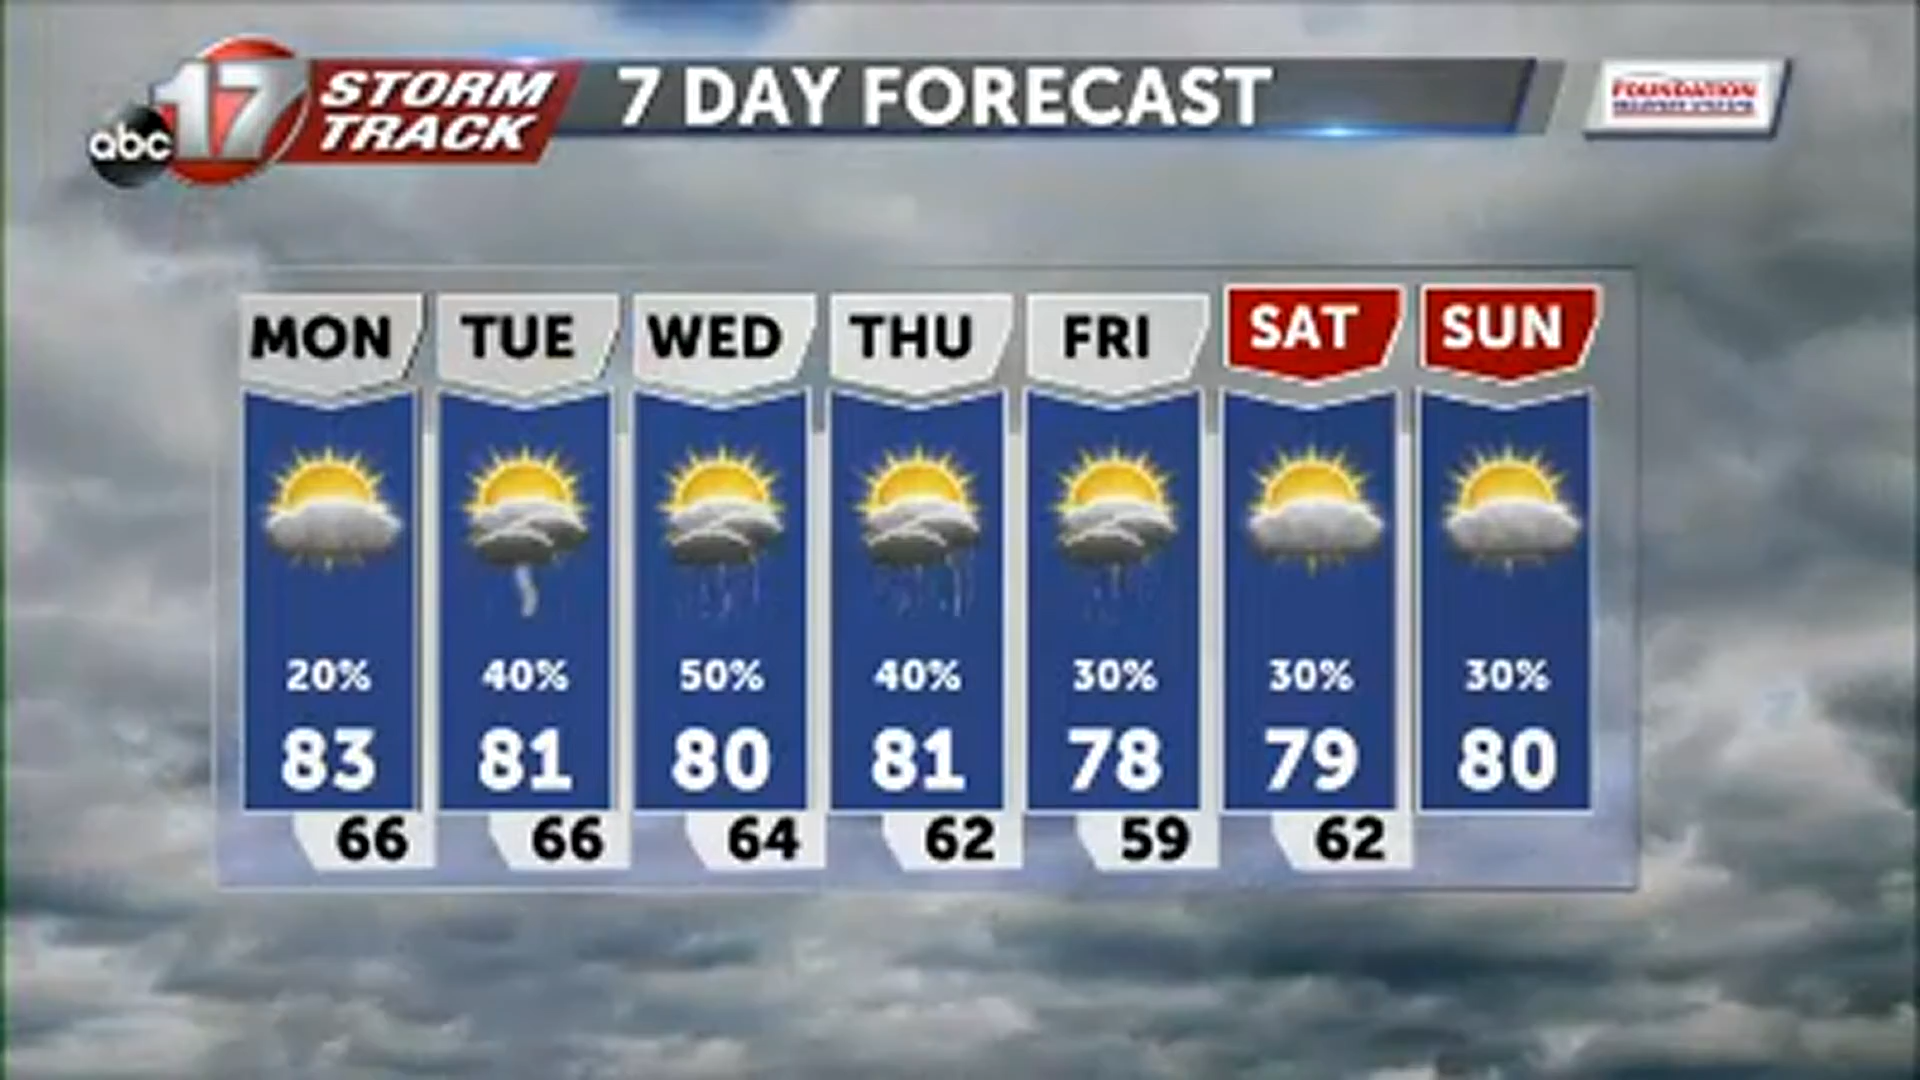 abc 17 STORM TRACK
7 DAY FORECAST
FOUNDATION
MON TUE WED THU FRI SAT SUN
20% 40% 50% 40% 30% 30% 30%
83 81 80 81 78 79 80
66 66 64 62 59 62